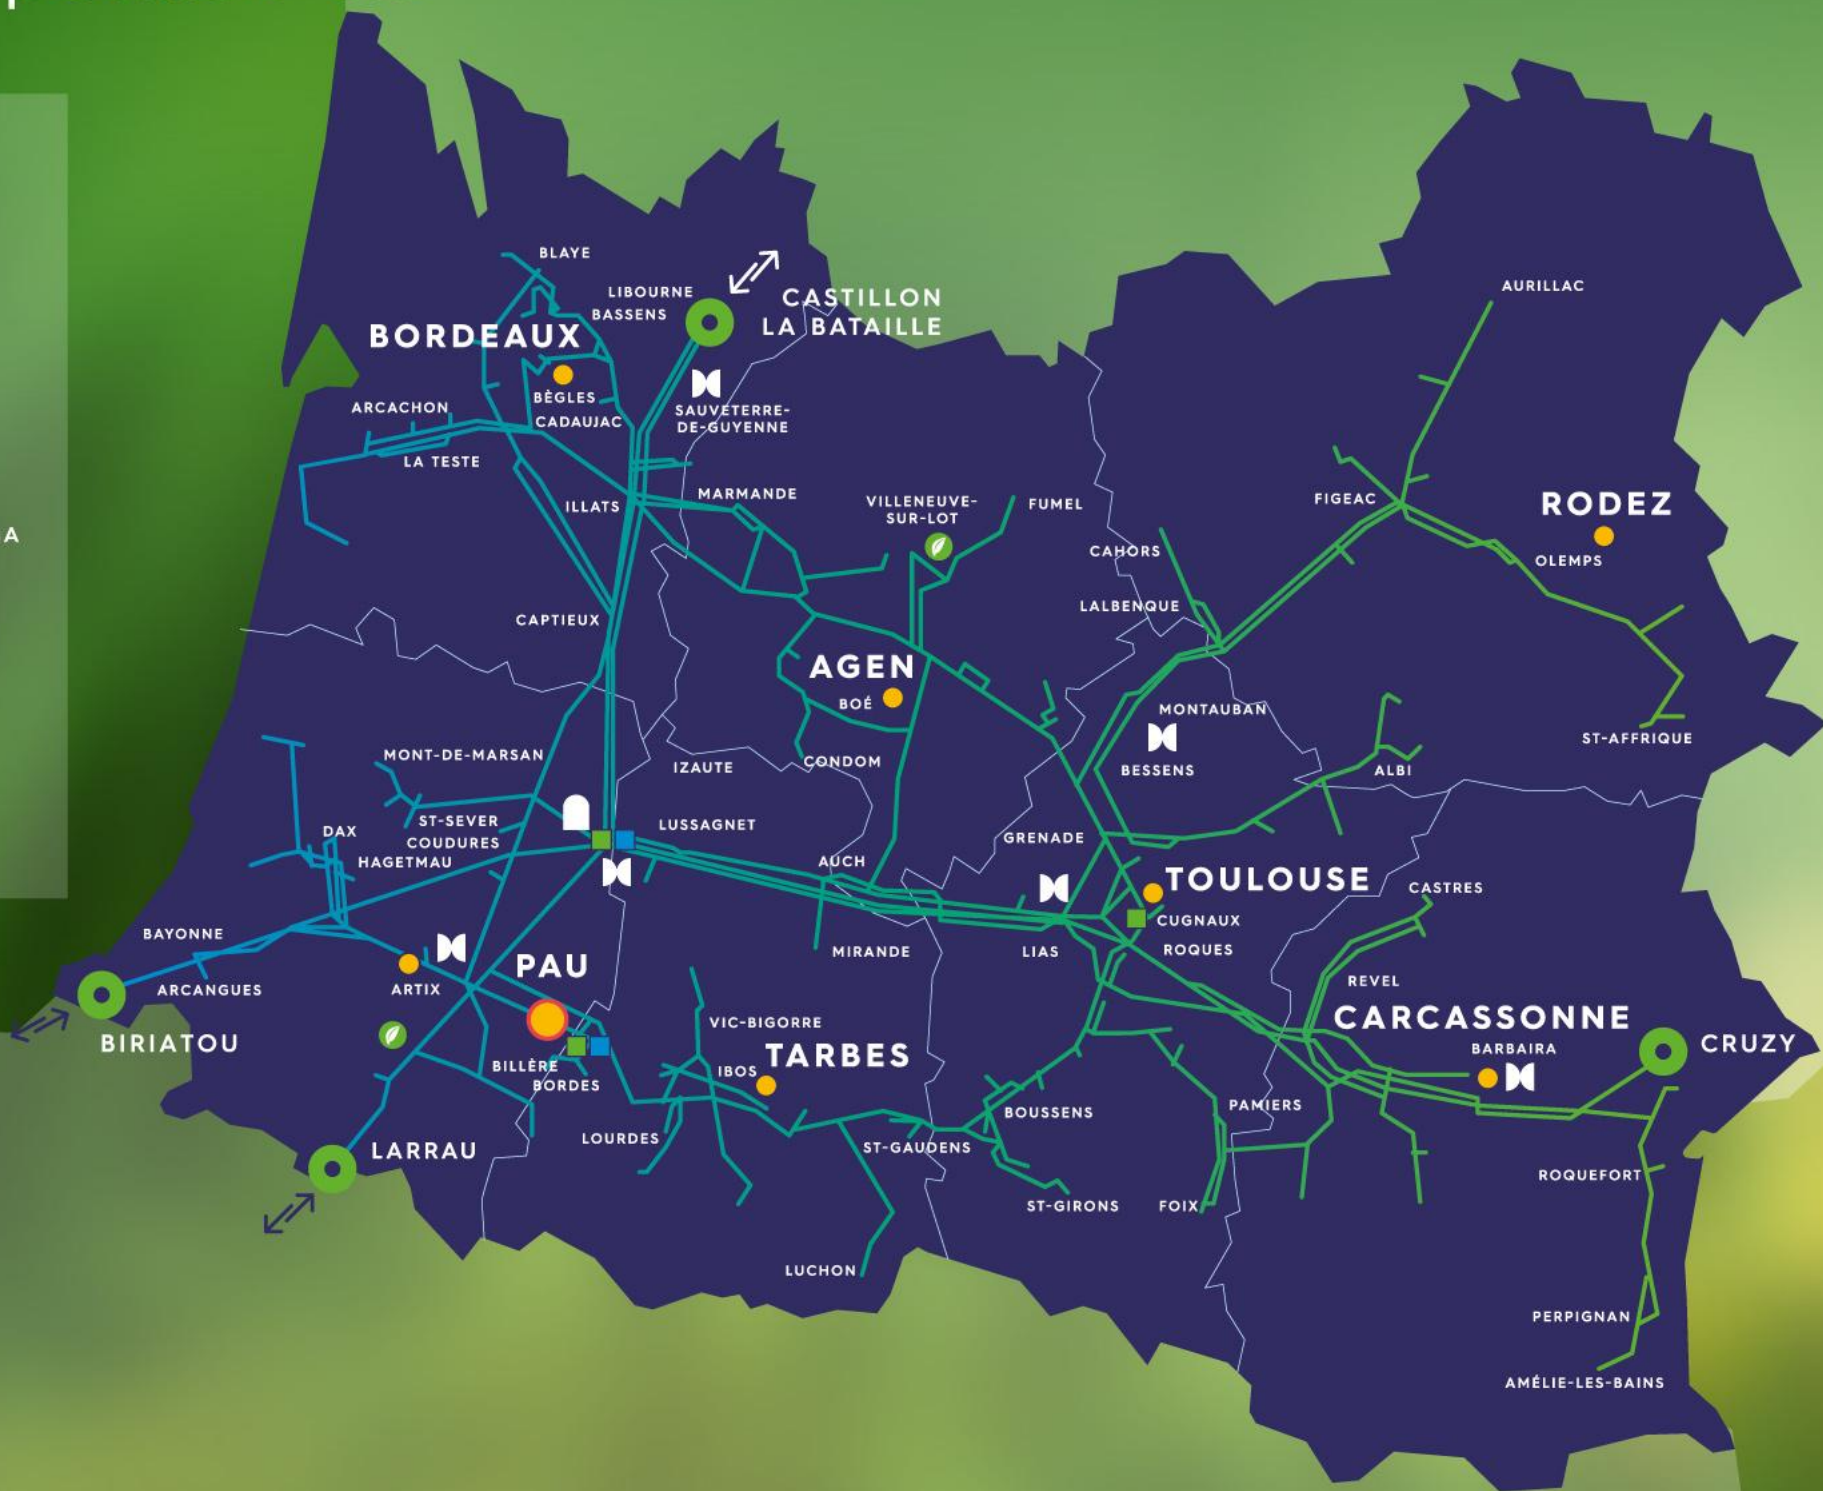 A
BLAYE
LIBOURNE
BASSENS
CASTILLON
LA BATAILLE
BORDEAUX
BÈGLES
CADAUJAC
ARCACHON
LA TESTE
SAUVETERRE-
DE-GUYENNE
ILLATS
MARMANDE
VILLENEUVE-
SUR-LOT
FUMEL
AURILLAC
FIGEAC
RODEZ
OLEMPS
CAHORS
LALBENQUE
CAPTIEUX
AGEN
BOÉ
CONDOM
MONTAUBAN
BESSENS
ST-AFFRIQUE
ALBI
MONT-DE-MARSAN
IZAUTE
ST-SEVER
COUDURES
LUSSAGNET
DAX
HAGETMAU
AUCH
GRENADE
TOULOUSE
CUGNAUX
ROQUES
CASTRES
BAYONNE
ARCANGUES
BIRIATOU
ARTIX
PAU
MIRANDE
LIAS
REVEL
CARCASSONNE
BARBAIRA
CRUZY
VIC-BIGORRE
TARBES
IBOS
BILLÈRE
BORDES
LOURDES
LARRAU
BOUSSENS
ST-GAUDENS
PAMIERS
ST-GIRONS
FOIX
ROQUEFORT
LUCHON
PERPIGNAN
AMÉLIE-LES-BAINS